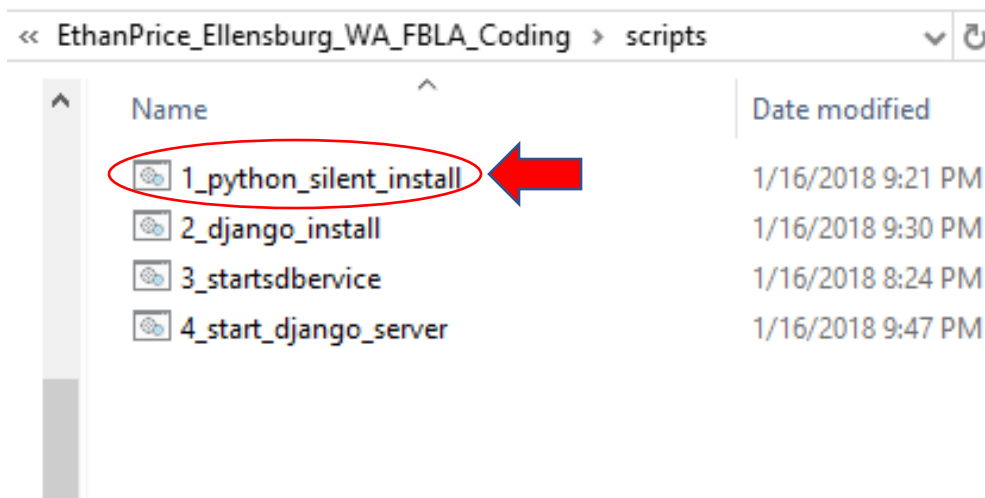 « EthanPrice_Ellensburg_WA_FBLA_Coding > scripts
Name Date modified
1_python_silent_install 1/16/2018 9:21 PM
2_django_install 1/16/2018 9:30 PM
3_startsdbervice 1/16/2018 8:24 PM
4_start_django_server 1/16/2018 9:47 PM